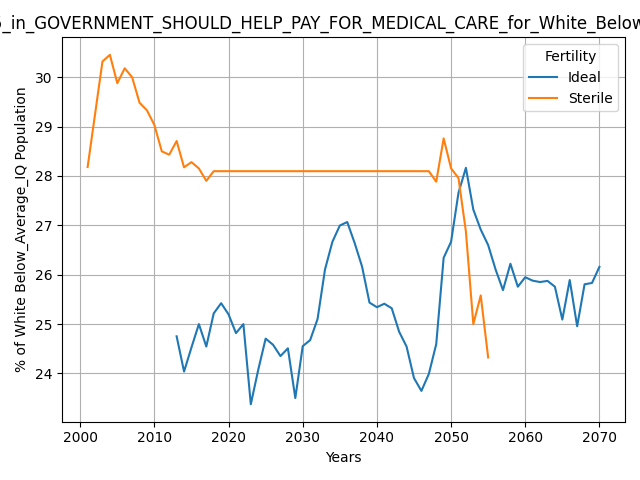 _in_GOVERNMENT_SHOULD_HELP_PAY_FOR_MEDICAL_CARE_for_White_Below
Fertility
Ideal
Sterile
% of White Below_Average_IQ Population
30
29
28
27
26
25
24
2000 2010 2020 2030 2040 2050 2060 2070
Years